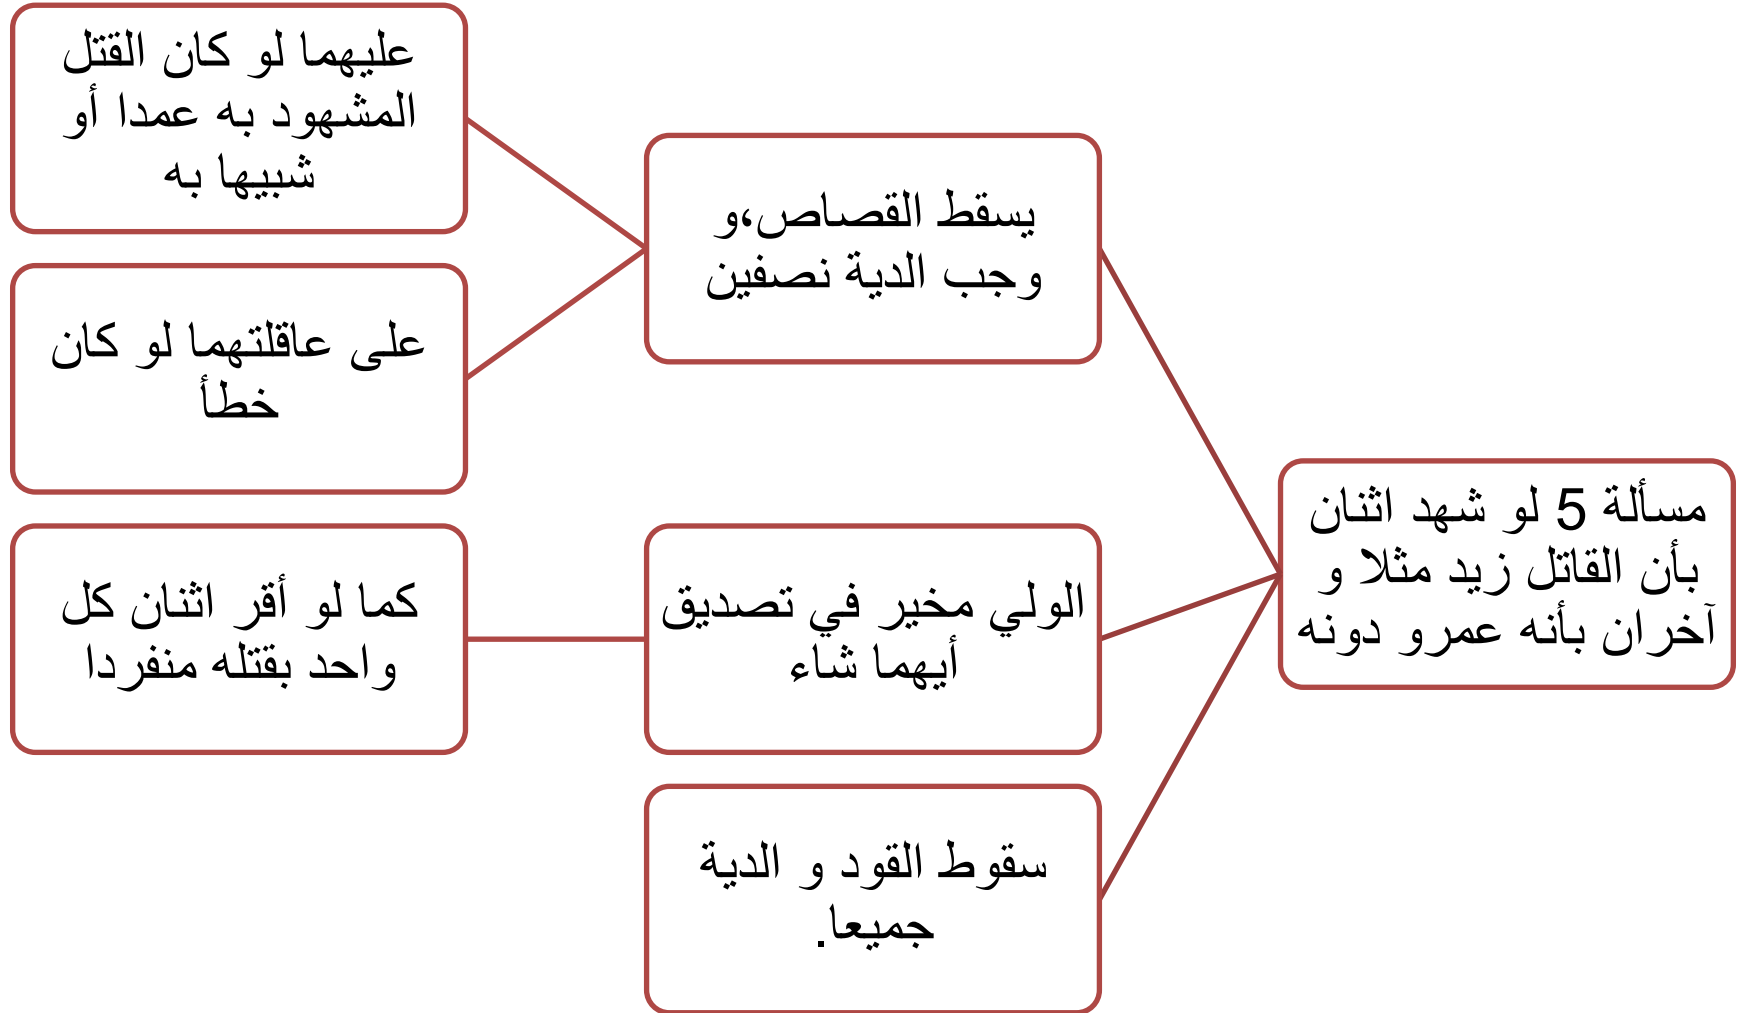 مسألة 5 لو شهد اثنان
بأن القاتل زيد مثلا و
آخران بأنه عمرو دونه
يسقط القصاص،و
وجب الدية نصفين
عليهما لو كان القتل
المشهود به عمدا أو
شبيها به
على عاقلتهما لو كان
خطأ
الولي مخير في تصديق
أيهما شاء
كما لو أقر اثنان كل
واحد بقتله منفردا
سقوط القود و الدية
جميعا.